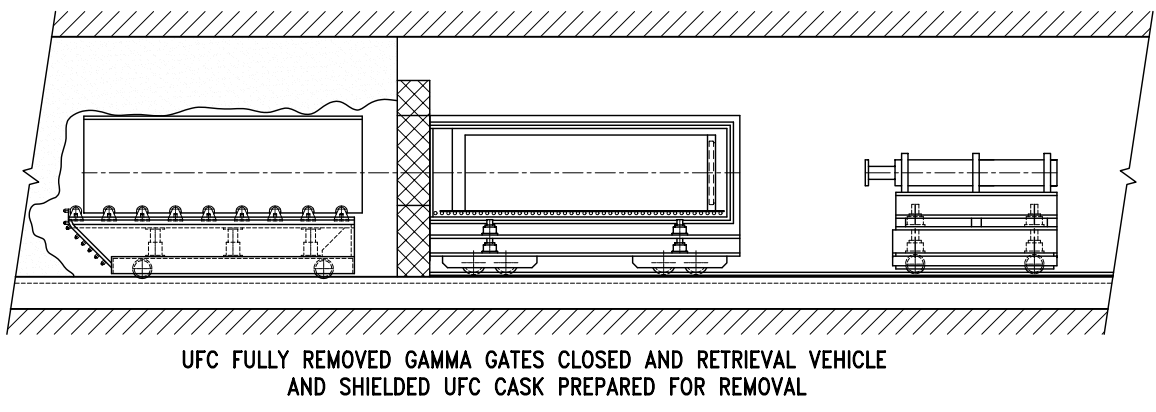 UFC FULLY REMOVED GAMMA GATES CLOSED AND RETRIEVAL VEHICLE
AND SHIELDED UFC CASK PREPARED FOR REMOVAL